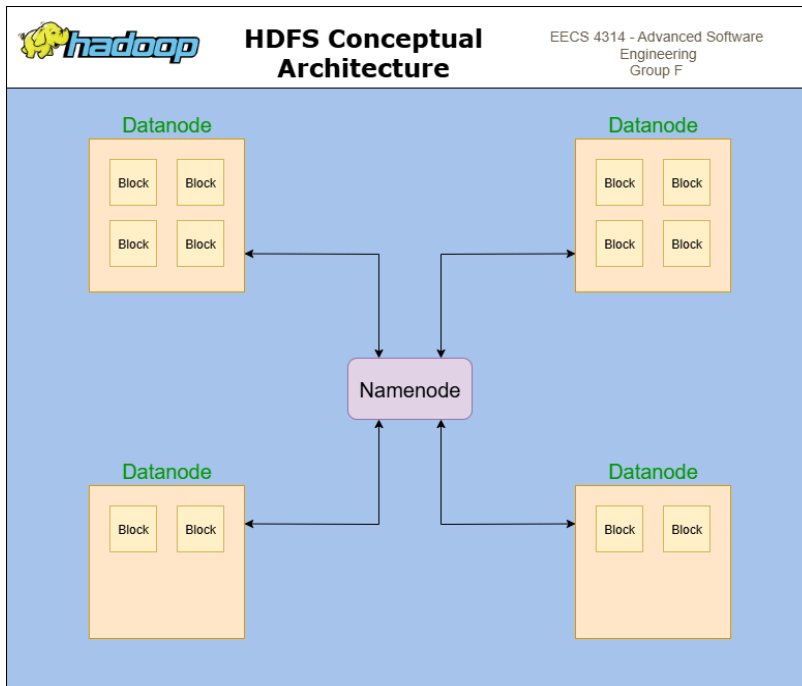 hadoop
HDFS Conceptual
Architecture
EECS 4314 - Advanced Software
Engineering
Group F
Datanode
Block
Block
Block
Block
Datanode
Block
Block
Block
Block
Namenode
Datanode
Block
Block
Datanode
Block
Block